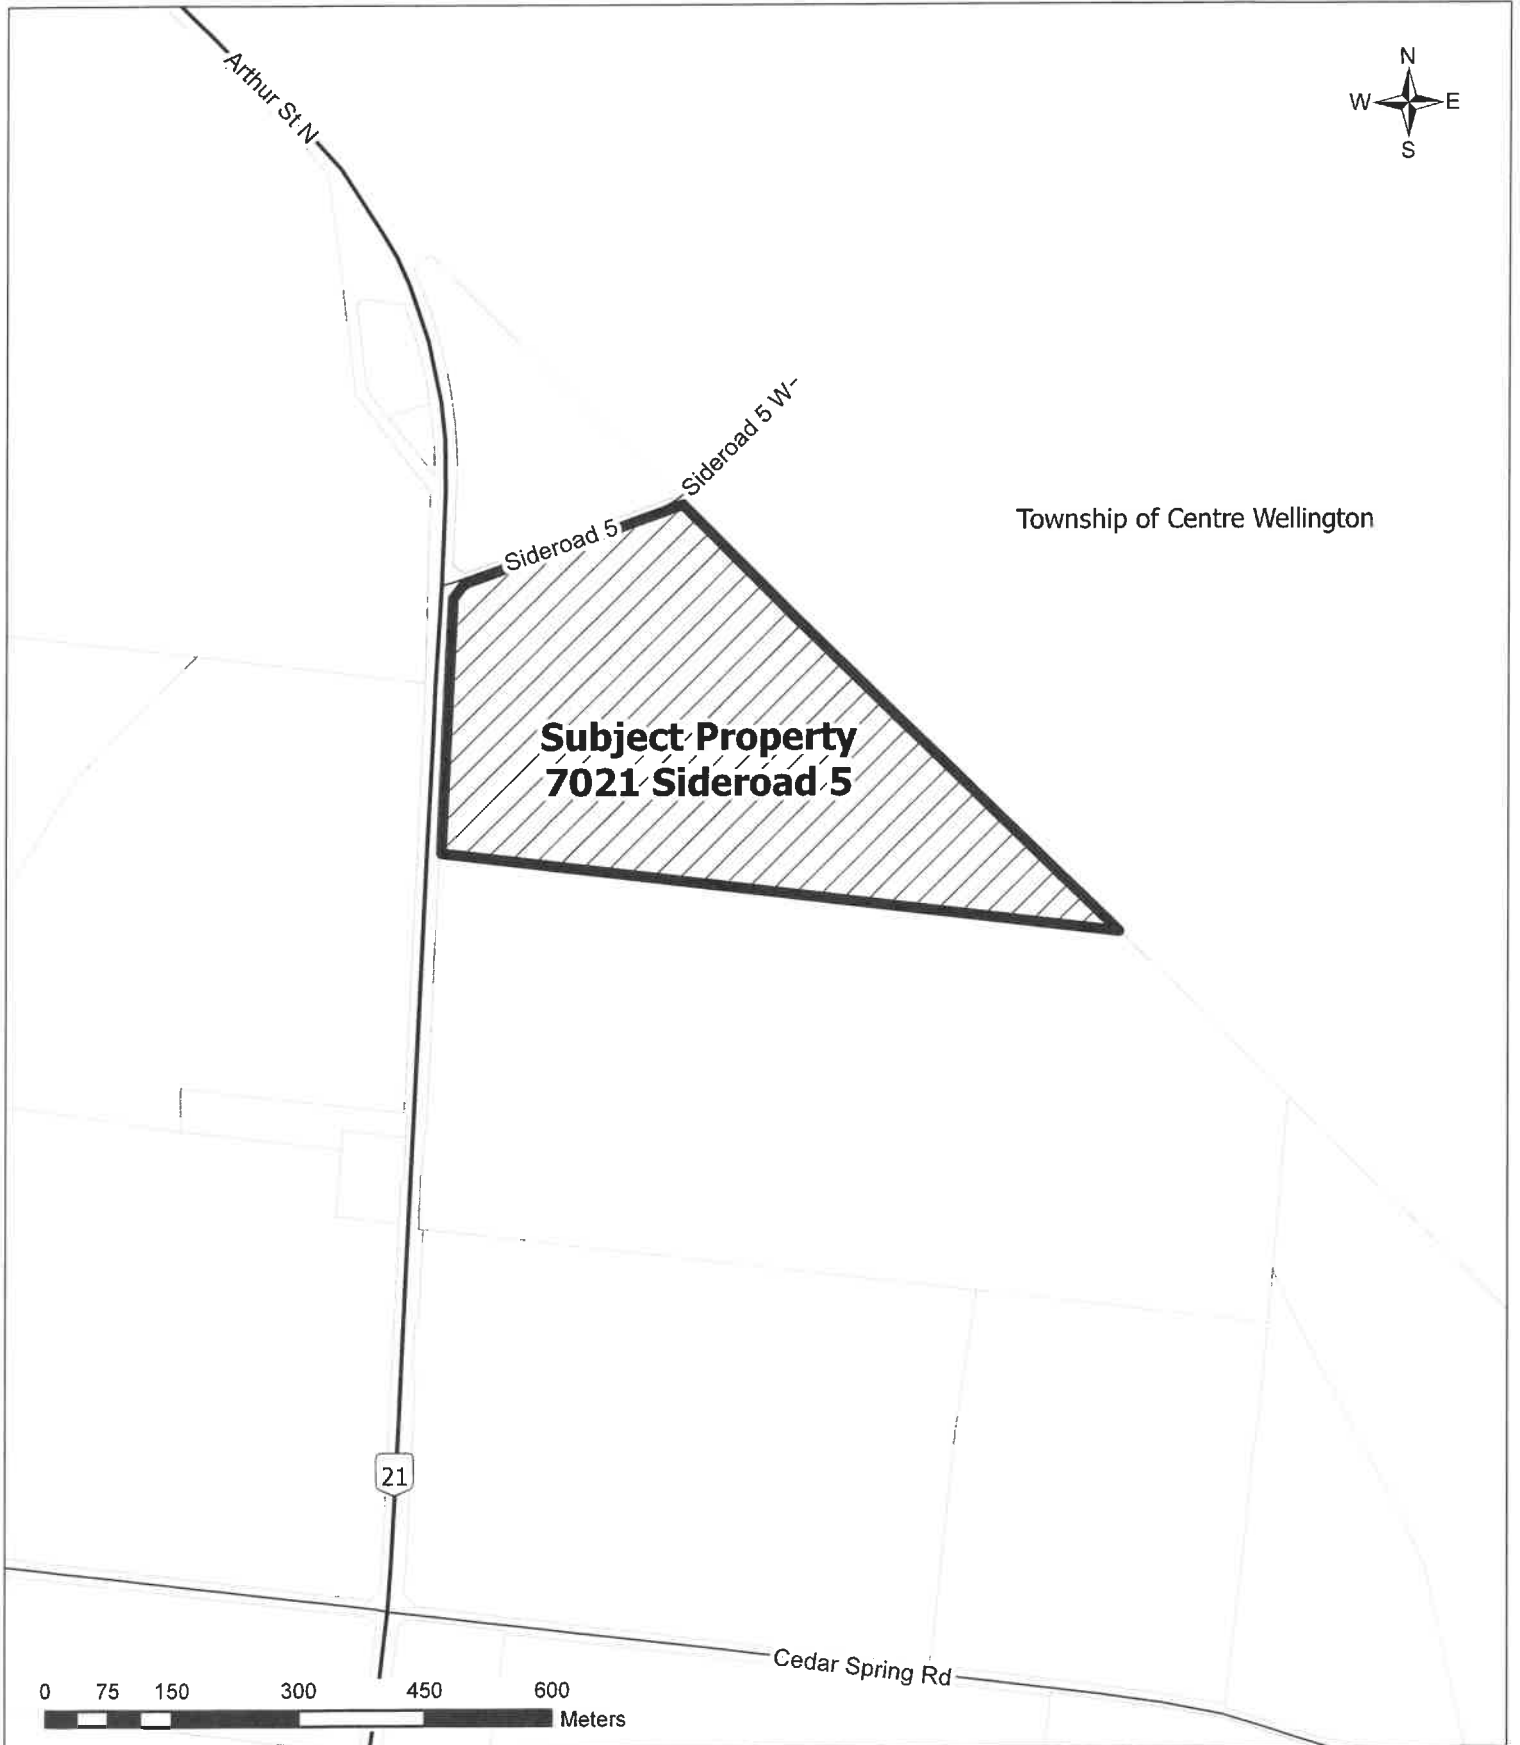 Arthur St N
N
W E
S
Sideroad 5 W
Sideroad 5
Township of Centre Wellington
Subject Property
7021 Sideroad 5
21
Cedar Spring Rd
0 75 150 300 450 600
Meters